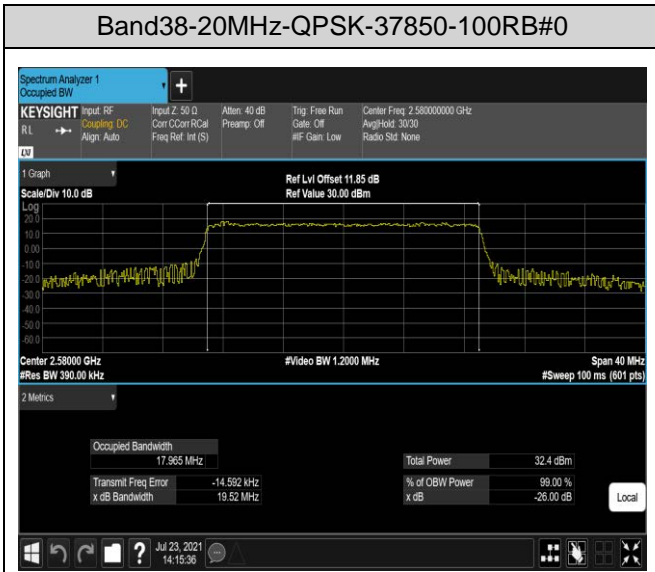 Band38-20MHz-QPSK-37850-100RB#0
Spectrum Analyzer 1
Occupied BW
KEYSIGHT
RL
LXI
Input: RF
Coupling: DC
Align: Auto
Input Z: 50 Ω
Corr CCorr RCal
Freq Ref: Int (S)
Atten: 40 dB
Preamp: Off
Trig: Free Run
Gate: Off
#IF Gain: Low
Center Freq: 2.580000000 GHz
Avg|Hold: 30/30
Radio Std: None
1 Graph
Scale/Div 10.0 dB
Ref Lvl Offset 11.85 dB
Ref Value 30.00 dBm
Log
20.0
10.0
0.00
-10.0
-20.0
-30.0
-40.0
-50.0
-60.0
Center 2.58000 GHz
#Video BW 1.2000 MHz
Span 40 MHz
#Res BW 390.00 kHz
#Sweep 100 ms (601 pts)
2 Metrics
Occupied Bandwidth
17.965 MHz
Total Power 32.4 dBm
Transmit Freq Error -14.592 kHz
% of OBW Power 99.00 %
x dB Bandwidth 19.52 MHz
x dB -26.00 dB
Local
?
Jul 23, 2021
14:15:36